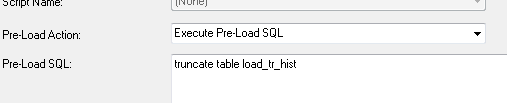 Script Name: (None)
Pre-Load Action: Execute Pre-Load SQL
Pre-Load SQL: truncate table load_tr_hist